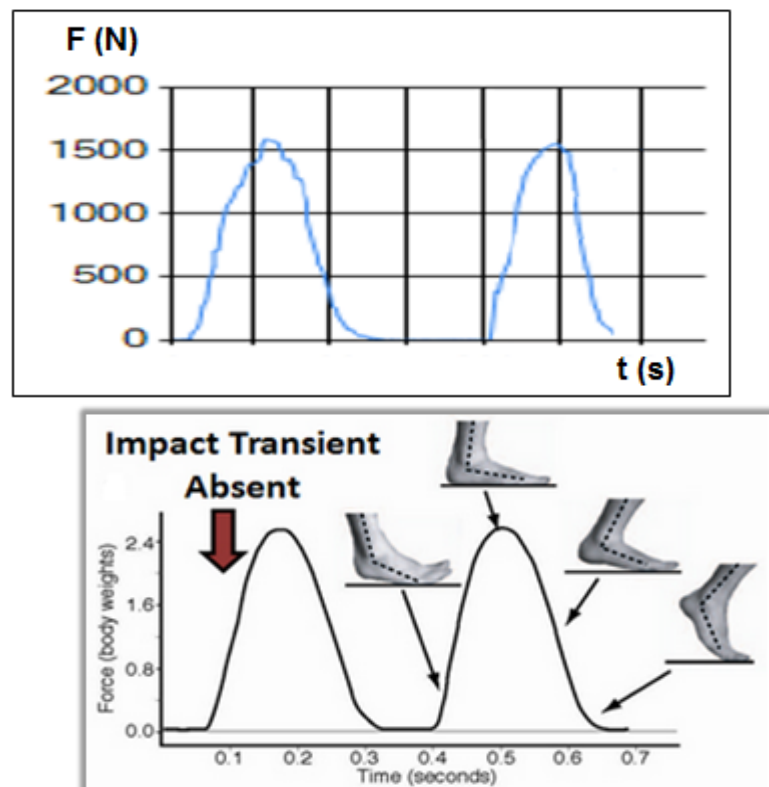 F (N)
2000
1500
1000
500
0
t (s)
Impact Transient
Absent
Force (body weights)
2.4
1.6
0.8
0.0
0.1 0.2 0.3 0.4 0.5 0.6 0.7
Time (seconds)